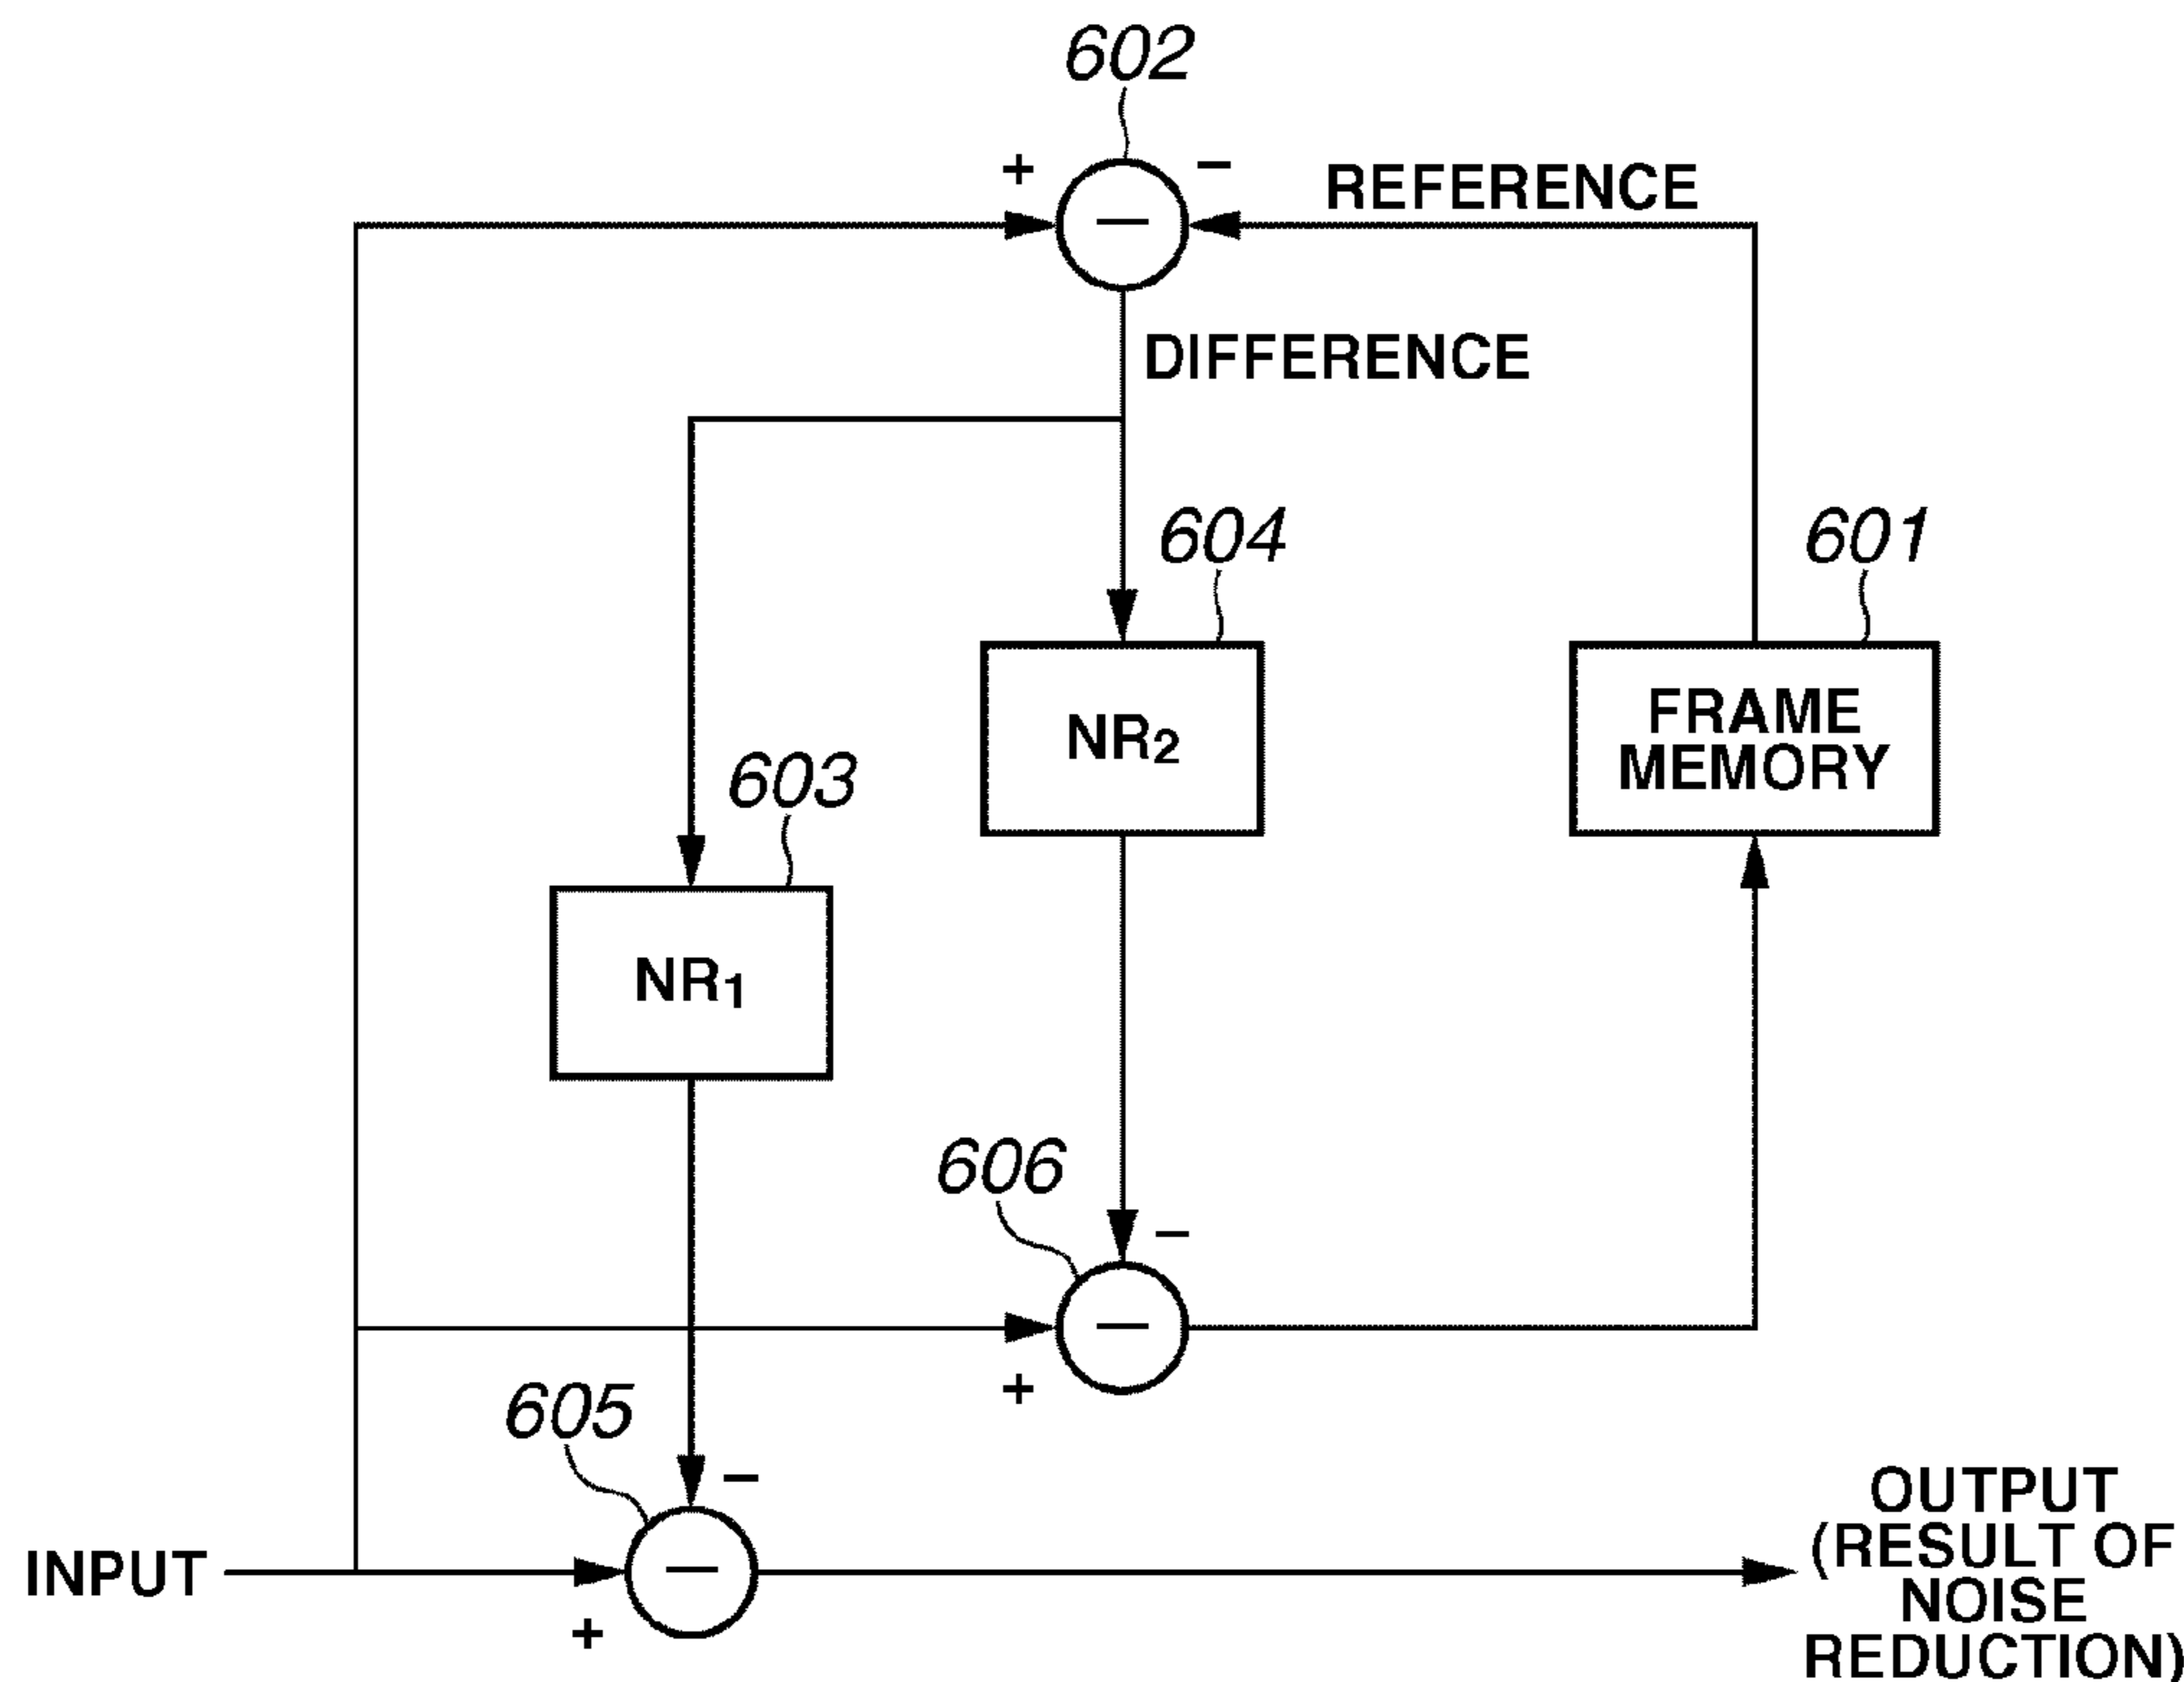 602
+
−
REFERENCE
−
DIFFERENCE
604
601
NR2
FRAME
MEMORY
603
NR1
606
−
−
+
605
−
OUTPUT
(RESULT OF
NOISE
REDUCTION)
INPUT
−
+